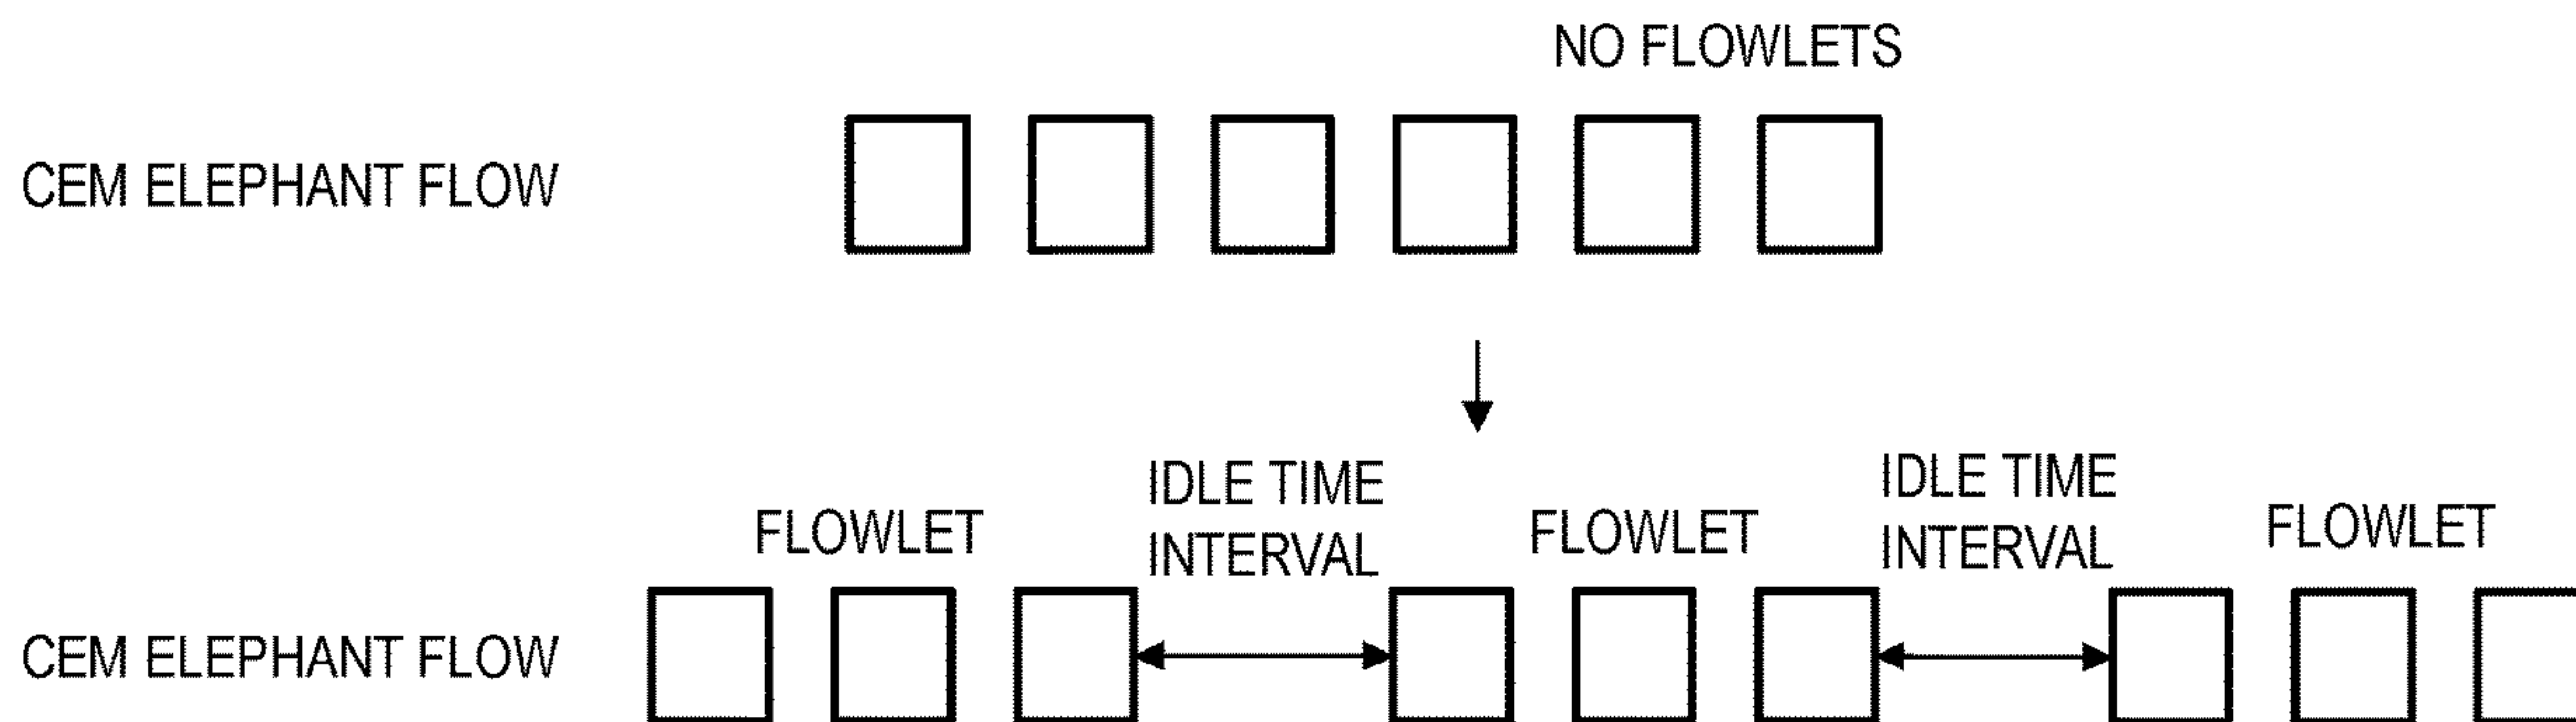 NO FLOWLETS
CEM ELEPHANT FLOW
IDLE TIME
INTERVAL
IDLE TIME
INTERVAL
FLOWLET
FLOWLET
FLOWLET
CEM ELEPHANT FLOW